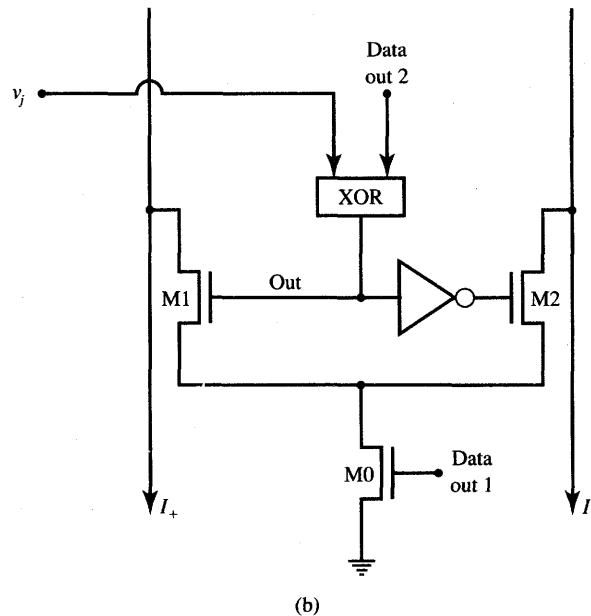 Data
out 2
v_j
XOR
M1
Out
M2
M0
Data
out 1
I_+
I
(b)